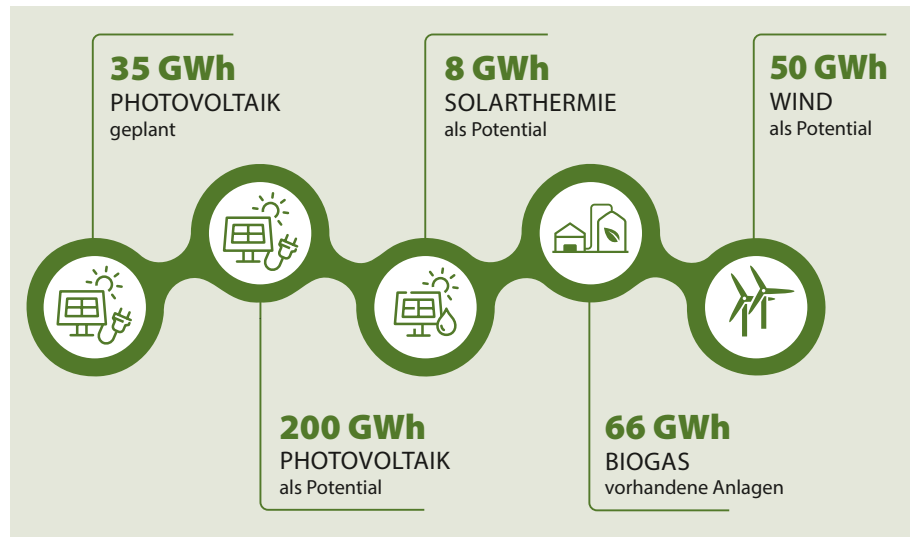 35 GWh
PHOTOVOLTAIK
geplant
8 GWh
SOLARTHERMIE
als Potential
50 GWh
WIND
als Potential
200 GWh
PHOTOVOLTAIK
als Potential
66 GWh
BIOGAS
vorhandene Anlagen